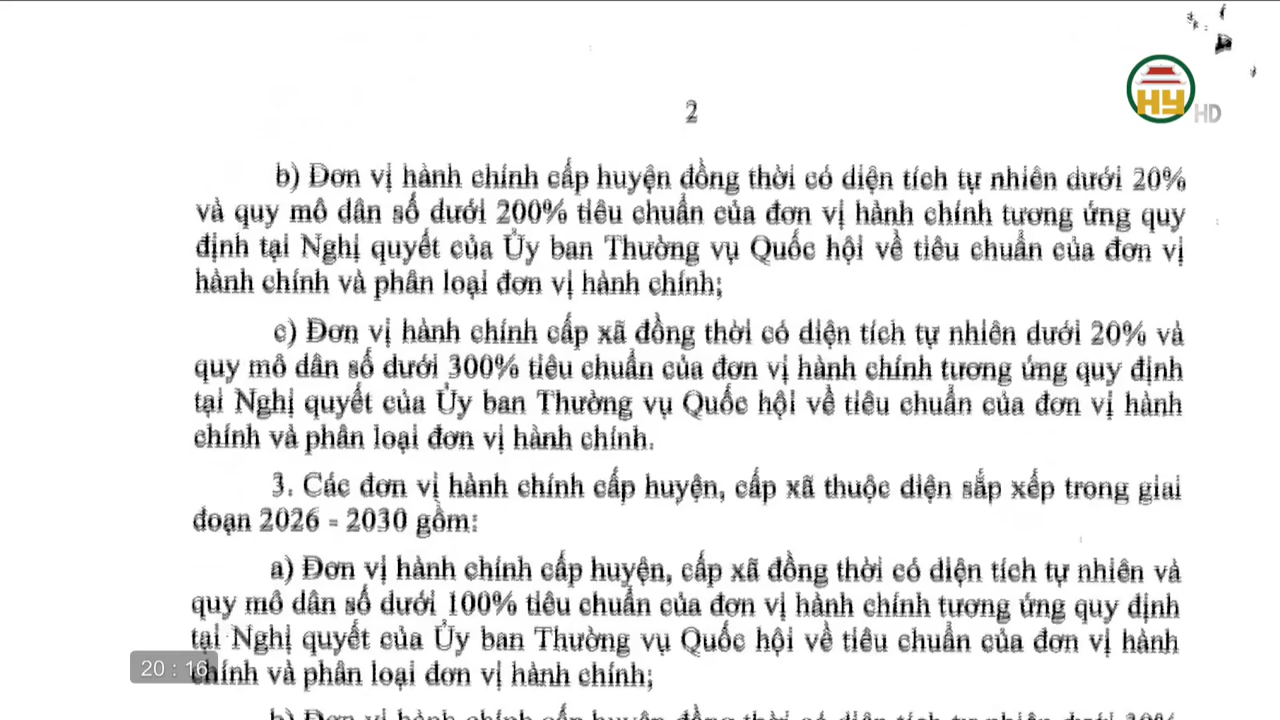 HY HD
2
b) Đơn vị hành chính cấp huyện đồng thời có diện tích tự nhiên dưới 20%
và quy mô dân số dưới 200% tiêu chuẩn của đơn vị hành chính tương ứng quy
định tại Nghị quyết của Ủy ban Thường vụ Quốc hội về tiêu chuẩn của đơn vị
hành chính và phân loại đơn vị hành chính;
c) Đơn vị hành chính cấp xã đồng thời có diện tích tự nhiên dưới 20% và
quy mô dân số dưới 300% tiêu chuẩn của đơn vị hành chính tương ứng quy định
tại Nghị quyết của Ủy ban Thường vụ Quốc hội về tiêu chuẩn của đơn vị hành
chính và phân loại đơn vị hành chính.
3. Các đơn vị hành chính cấp huyện, cấp xã thuộc diện sắp xếp trong giai
đoạn 2026 - 2030 gồm:
a) Đơn vị hành chính cấp huyện, cấp xã đồng thời có diện tích tự nhiên và
quy mô dân số dưới 100% tiêu chuẩn của đơn vị hành chính tương ứng quy định
tại Nghị quyết của Ủy ban Thường vụ Quốc hội về tiêu chuẩn của đơn vị hành
chính và phân loại đơn vị hành chính;
20 : 16